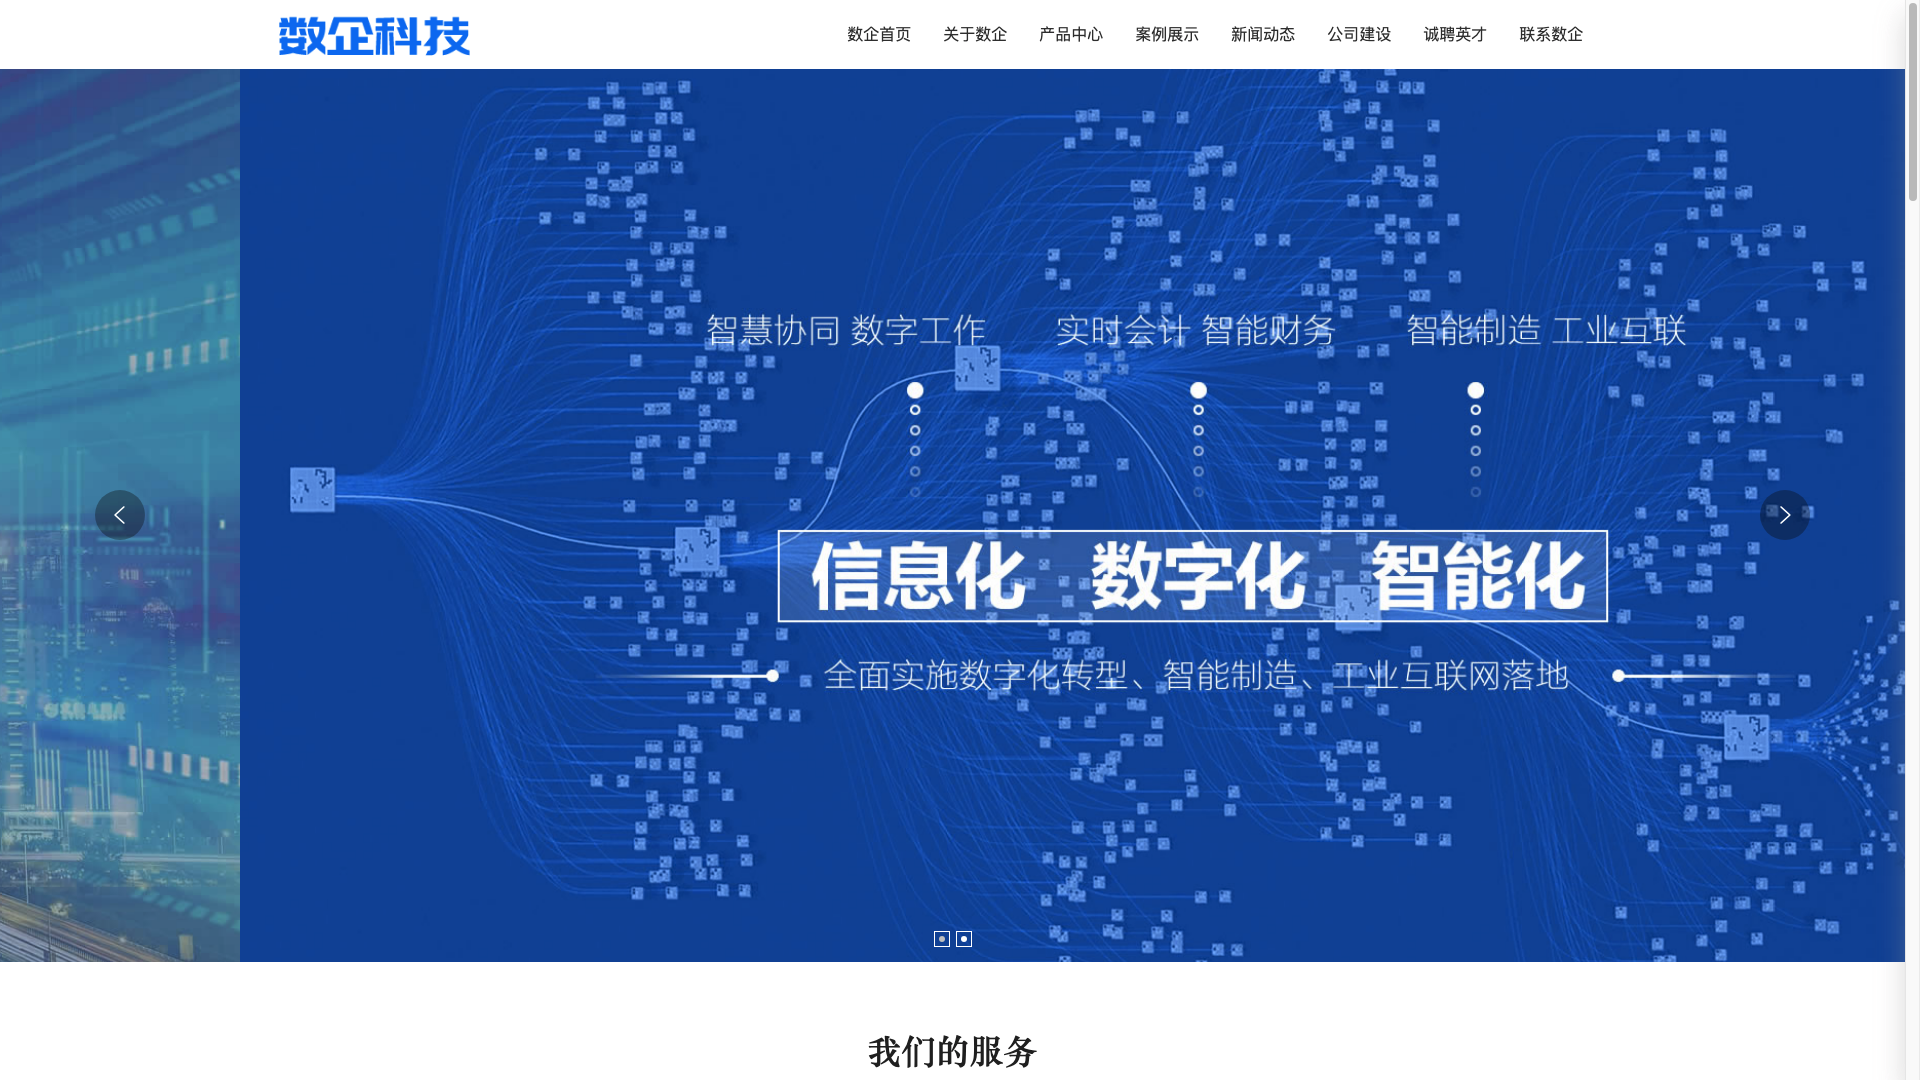 数企科技
数企首页 关于数企 产品中心 案例展示 新闻动态 公司建设 诚聘英才 联系数企
智慧协同 数字工作 实时会计 智能财务 智能制造 工业互联
信息化 数字化 智能化
全面实施数字化转型、智能制造、工业互联网落地
我们的服务